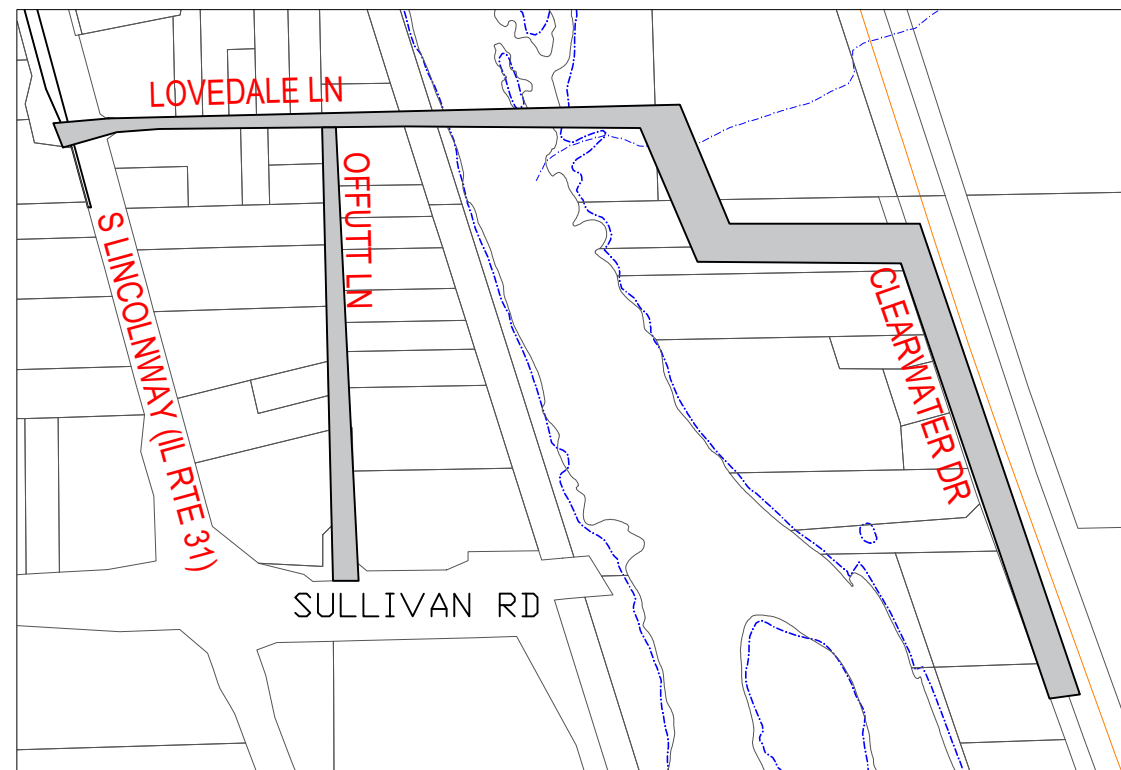 LOVEDALE LN
OFFUTT LN
S LINCOLNWAY (IL RTE 31)
CLEARWATER DR
SULLIVAN RD